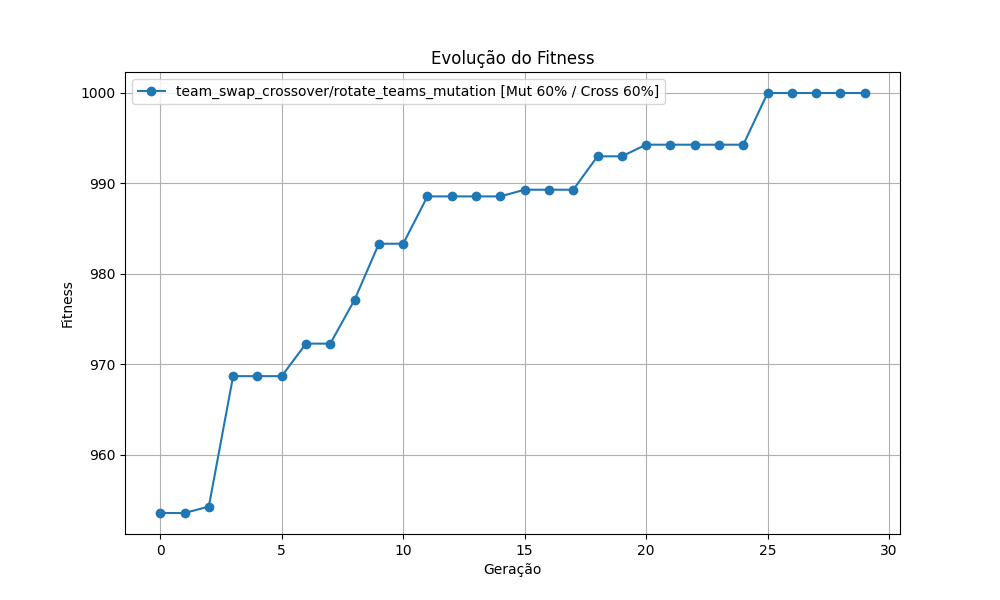 Evolução do Fitness
team_swap_crossover/rotate_teams_mutation [Mut 60% / Cross 60%]
1000
990
980
970
960
Fitness
0 5 10 15 20 25 30
Geração